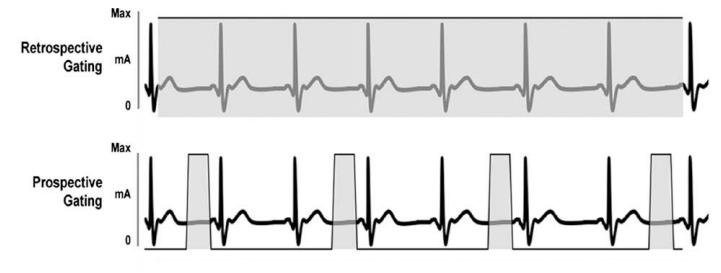 Max
Retrospective
Gating
mA
0
Max
Prospective
Gating
mA
0